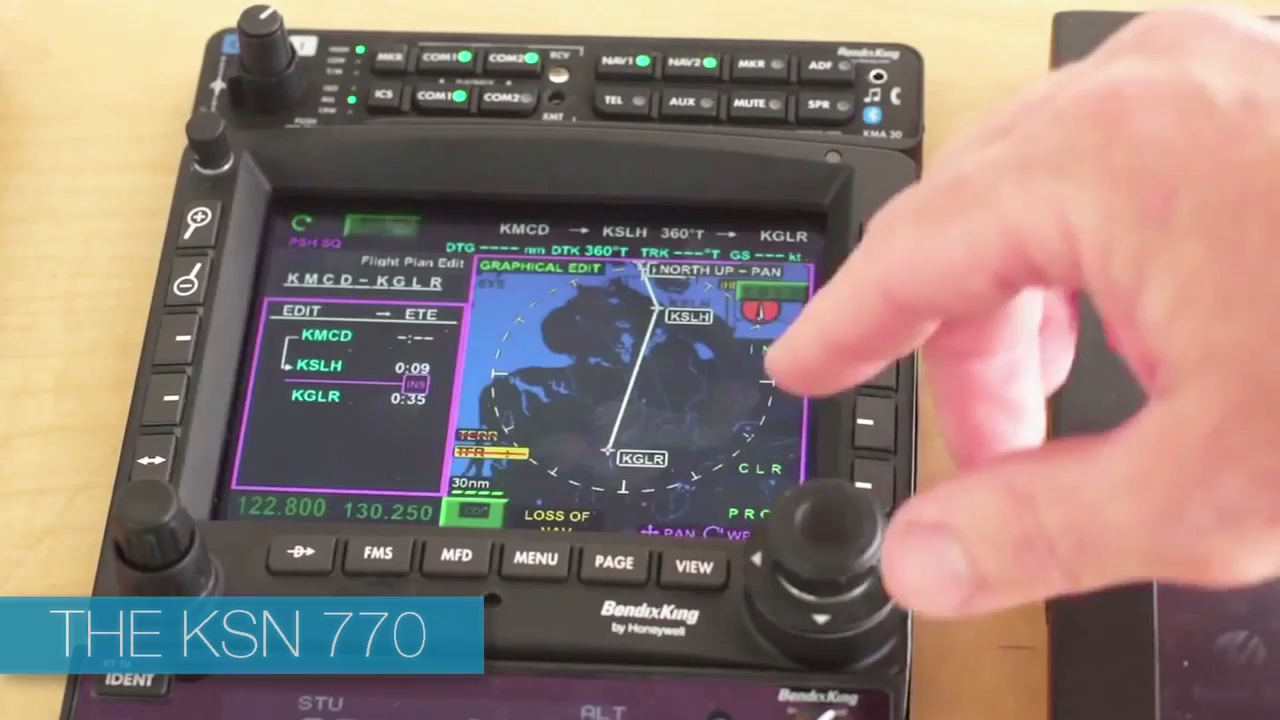 BendixKing
MKR COM1 COM2 RCV NAV1 NAV2 MKR ADF
ICS COM1 COM2 XMT TEL AUX MUTE SPR
PUSH
KMA 30
KMCD → KSLH 360°T → KGLR
PSH SQ
DTG ---- nm DTK 360°T TRK ---°T GS --- kt
Flight Plan Edit
KMCD-KGLR
GRAPHICAL EDIT
NORTH UP - PAN
EDIT → ETE
KMCD -:--
KSLH 0:09
INS
KGLR 0:35
KSLH
KGLR
TERR
TFR
30nm
CLR
122.800 130.250
LOSS OF
NAV
PAN
FMS MFD MENU PAGE VIEW
BendixKing
by Honeywell
THE KSN 770
IDENT
STU
ALT
BendixKing